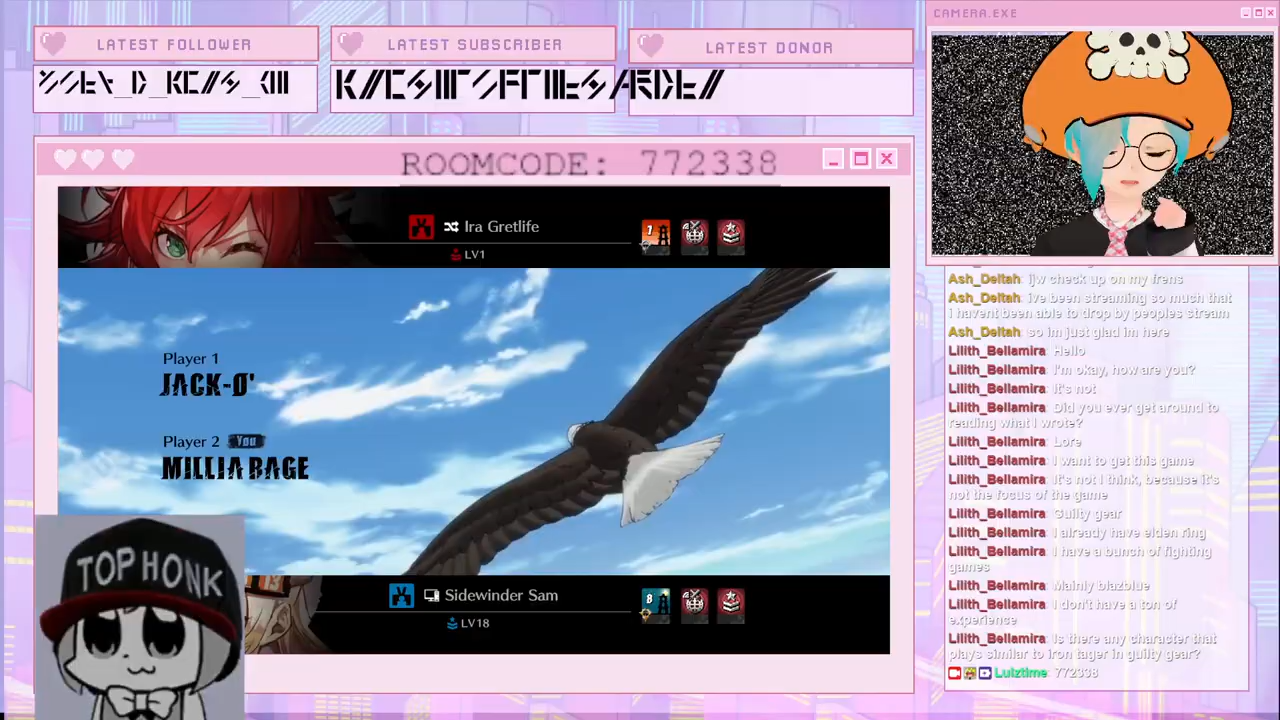 CAMERA.EXE
LATEST FOLLOWER
LATEST SUBSCRIBER
LATEST DONOR
ROOMCODE: 772338
1
Ira Gretlife
LV1
Player 1
JACK-O'
Player 2 You
MILLIA RAGE
8
Sidewinder Sam
LV18
TOP HONK
Ash_Deltah: ijw check up on my frens
Ash_Deltah: ive been streaming so much that
i havent been able to drop by peoples stream
Ash_Deltah: so im just glad im here
Lilith_Bellamira: Hello
Lilith_Bellamira: I'm okay, how are you?
Lilith_Bellamira: It's not
Lilith_Bellamira: Did you ever get around to
reading what I wrote?
Lilith_Bellamira: Lore
Lilith_Bellamira: I want to get this game
Lilith_Bellamira: It's not I think, because it's
not the focus of the game
Lilith_Bellamira: Guilty gear
Lilith_Bellamira: I already have elden ring
Lilith_Bellamira: I have a bunch of fighting
games
Lilith_Bellamira: Mainly blazblue
Lilith_Bellamira: I don't have a ton of
experience
Lilith_Bellamira: Is there any character that
plays similar to iron tager in guilty gear?
Luiztime: 772338